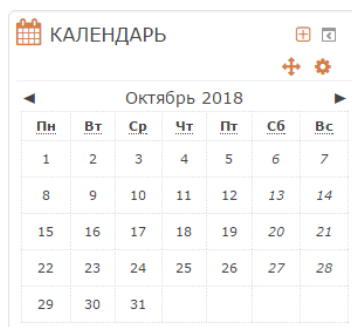 КАЛЕНДАРЬ
◄ Октябрь 2018 ►
Пн Вт Ср Чт Пт Сб Вс
1 2 3 4 5 6 7
8 9 10 11 12 13 14
15 16 17 18 19 20 21
22 23 24 25 26 27 28
29 30 31